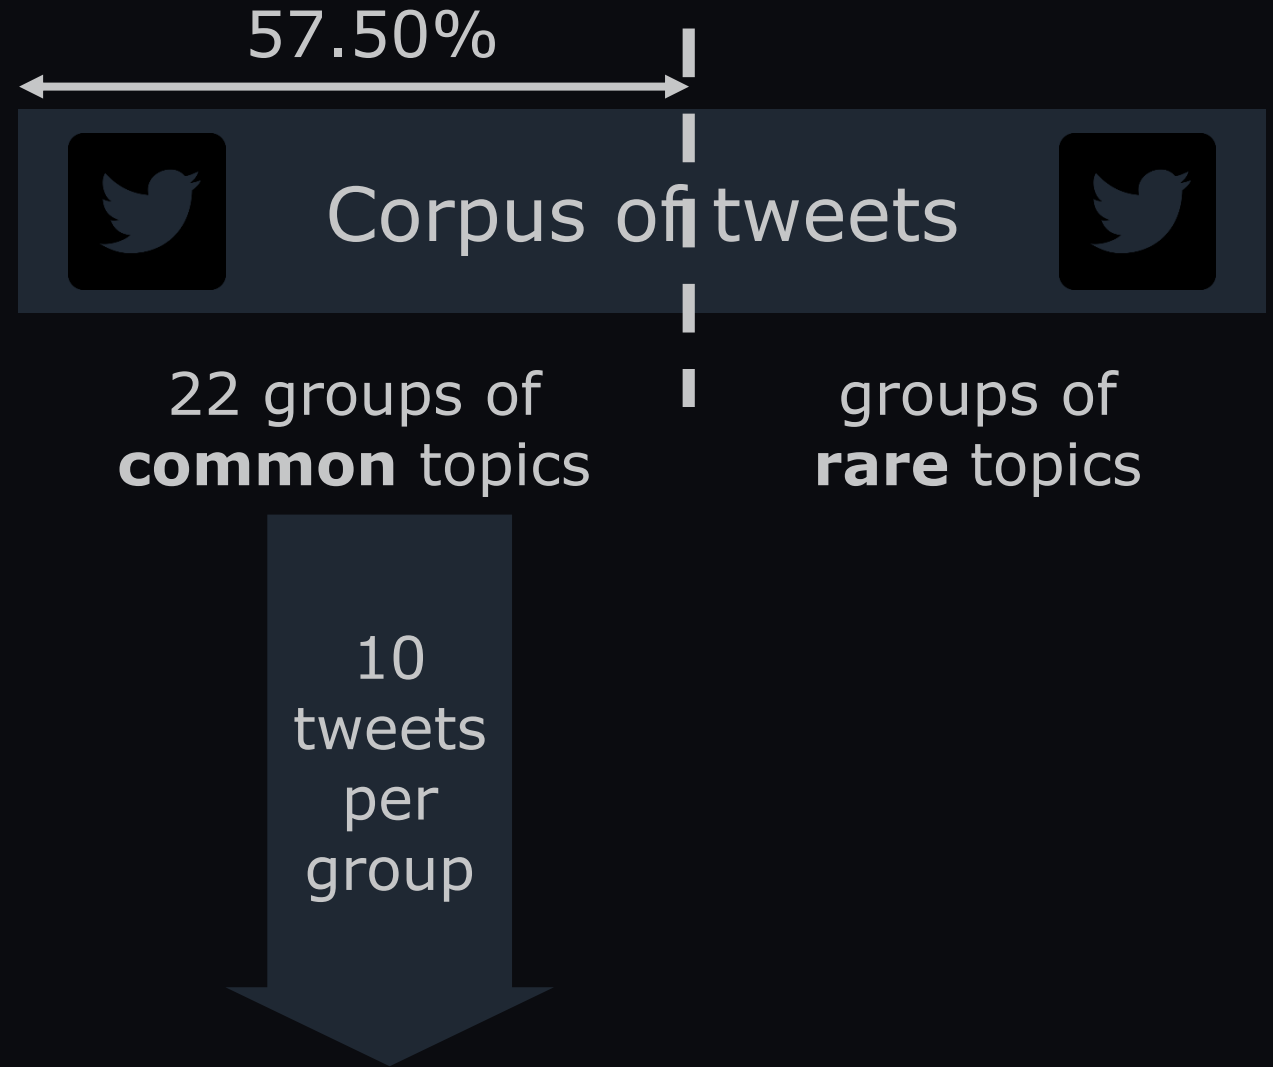 57.50%
Corpus of tweets
22 groups of
common topics
groups of
rare topics
10
tweets
per
group